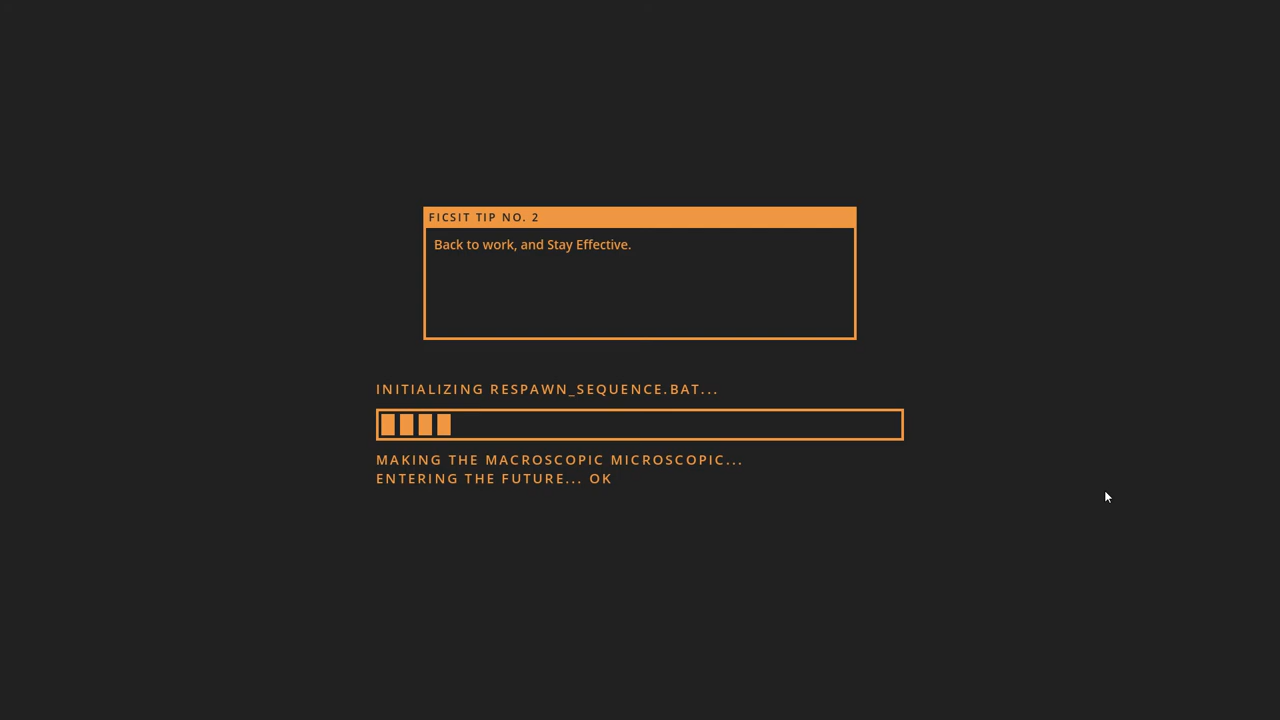 FICSIT TIP NO. 2
Back to work, and Stay Effective.
INITIALIZING RESPAWN_SEQUENCE.BAT...
MAKING THE MACROSCOPIC MICROSCOPIC...
ENTERING THE FUTURE... OK